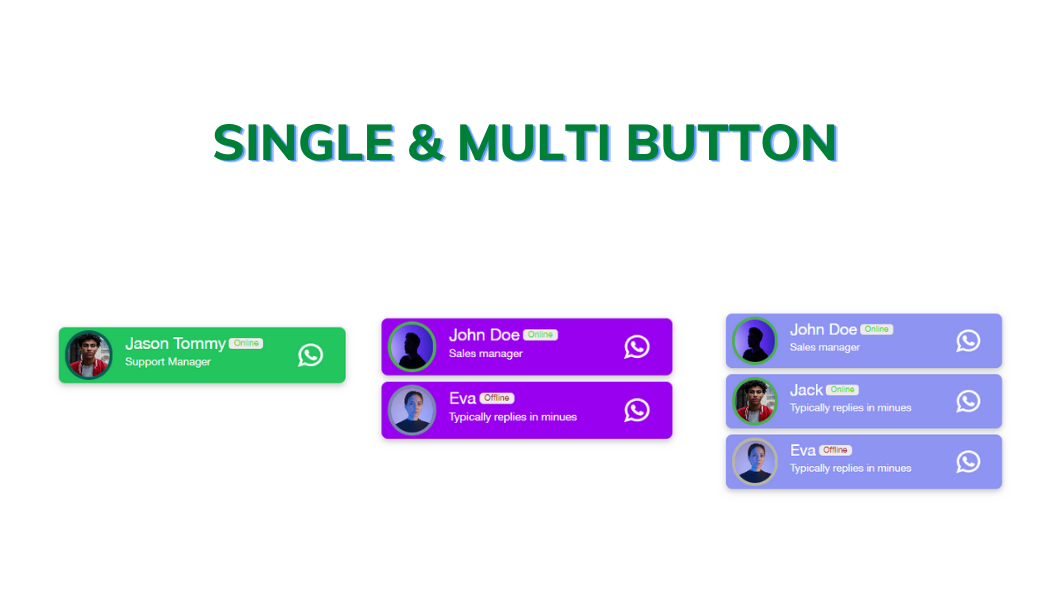 SINGLE & MULTI BUTTON
Jason Tommy Online
Support Manager
John Doe Online
Sales manager
Eva Offline
Typically replies in minues
John Doe Online
Sales manager
Jack Online
Typically replies in minues
Eva Offline
Typically replies in minues